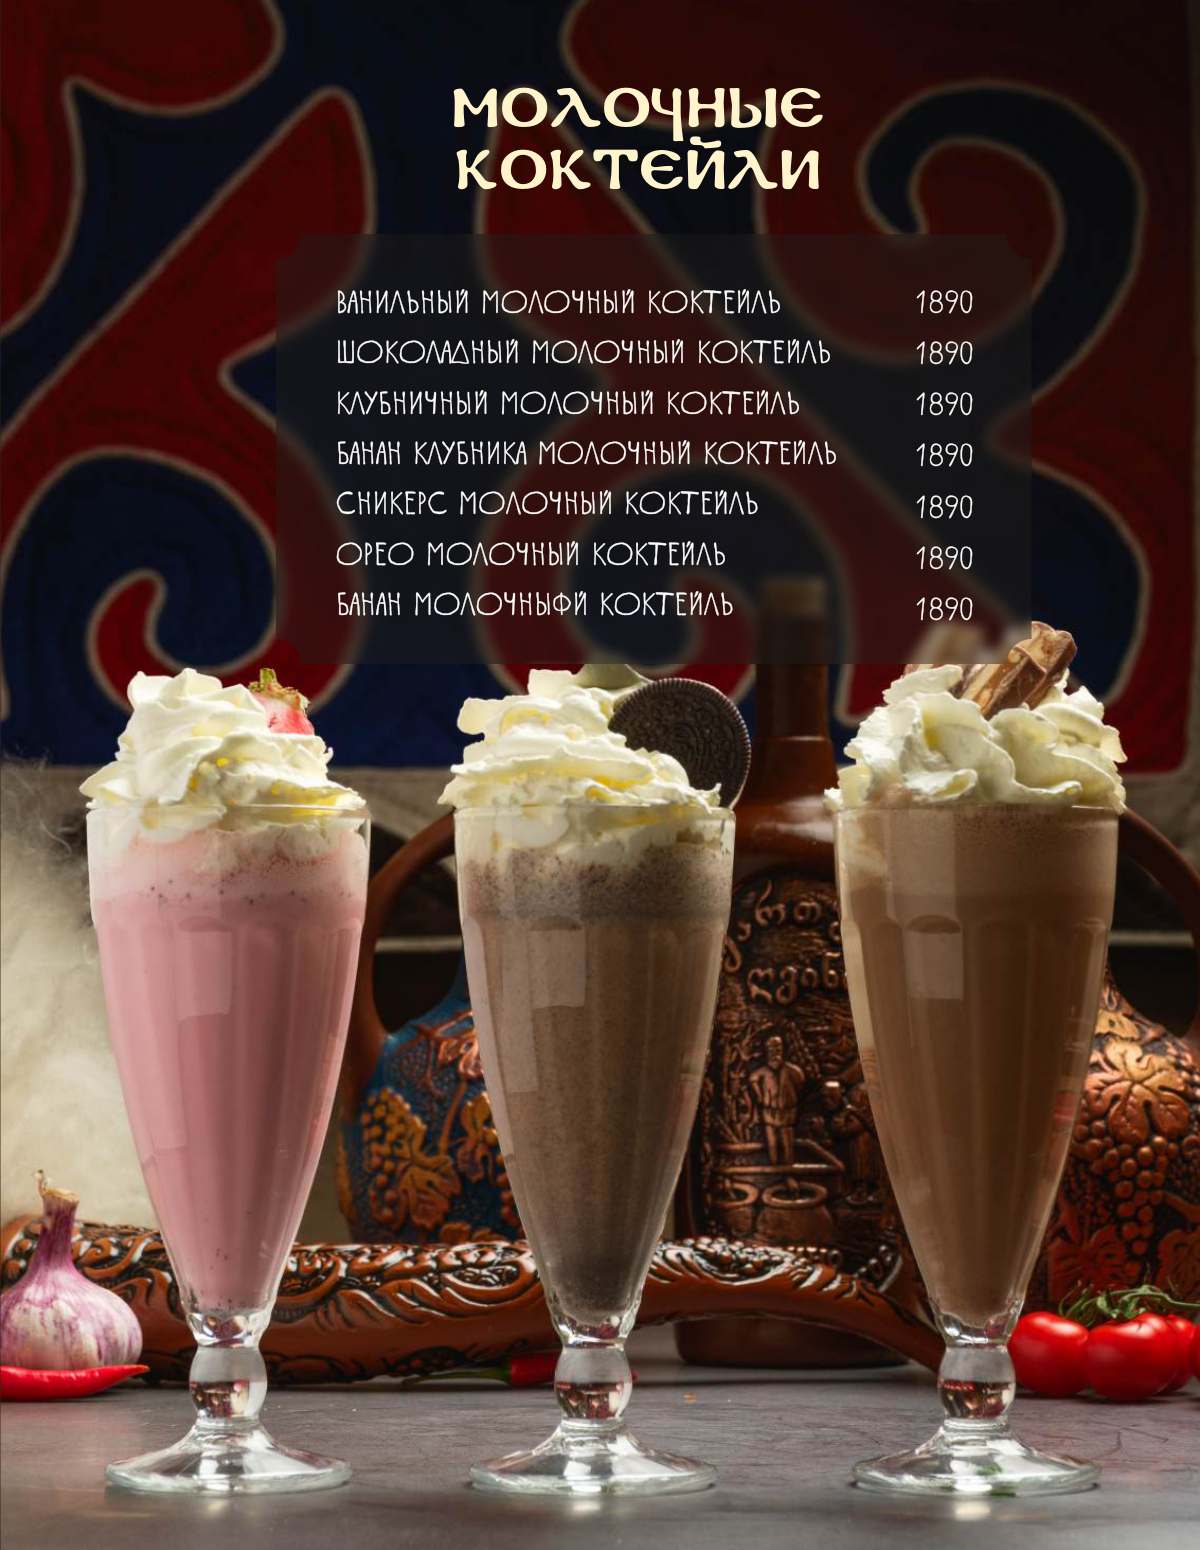 МОЛОЧНЫЕ
КОКТЕЙЛИ
ВАНИЛЬНЫЙ МОЛОЧНЫЙ КОКТЕЙЛЬ 1890
ШОКОЛАДНЫЙ МОЛОЧНЫЙ КОКТЕЙЛЬ 1890
КЛУБНИЧНЫЙ МОЛОЧНЫЙ КОКТЕЙЛЬ 1890
БАНАН КЛУБНИКА МОЛОЧНЫЙ КОКТЕЙЛЬ 1890
СНИКЕРС МОЛОЧНЫЙ КОКТЕЙЛЬ 1890
ОРЕО МОЛОЧНЫЙ КОКТЕЙЛЬ 1890
БАНАН МОЛОЧНЫФЙ КОКТЕЙЛЬ 1890